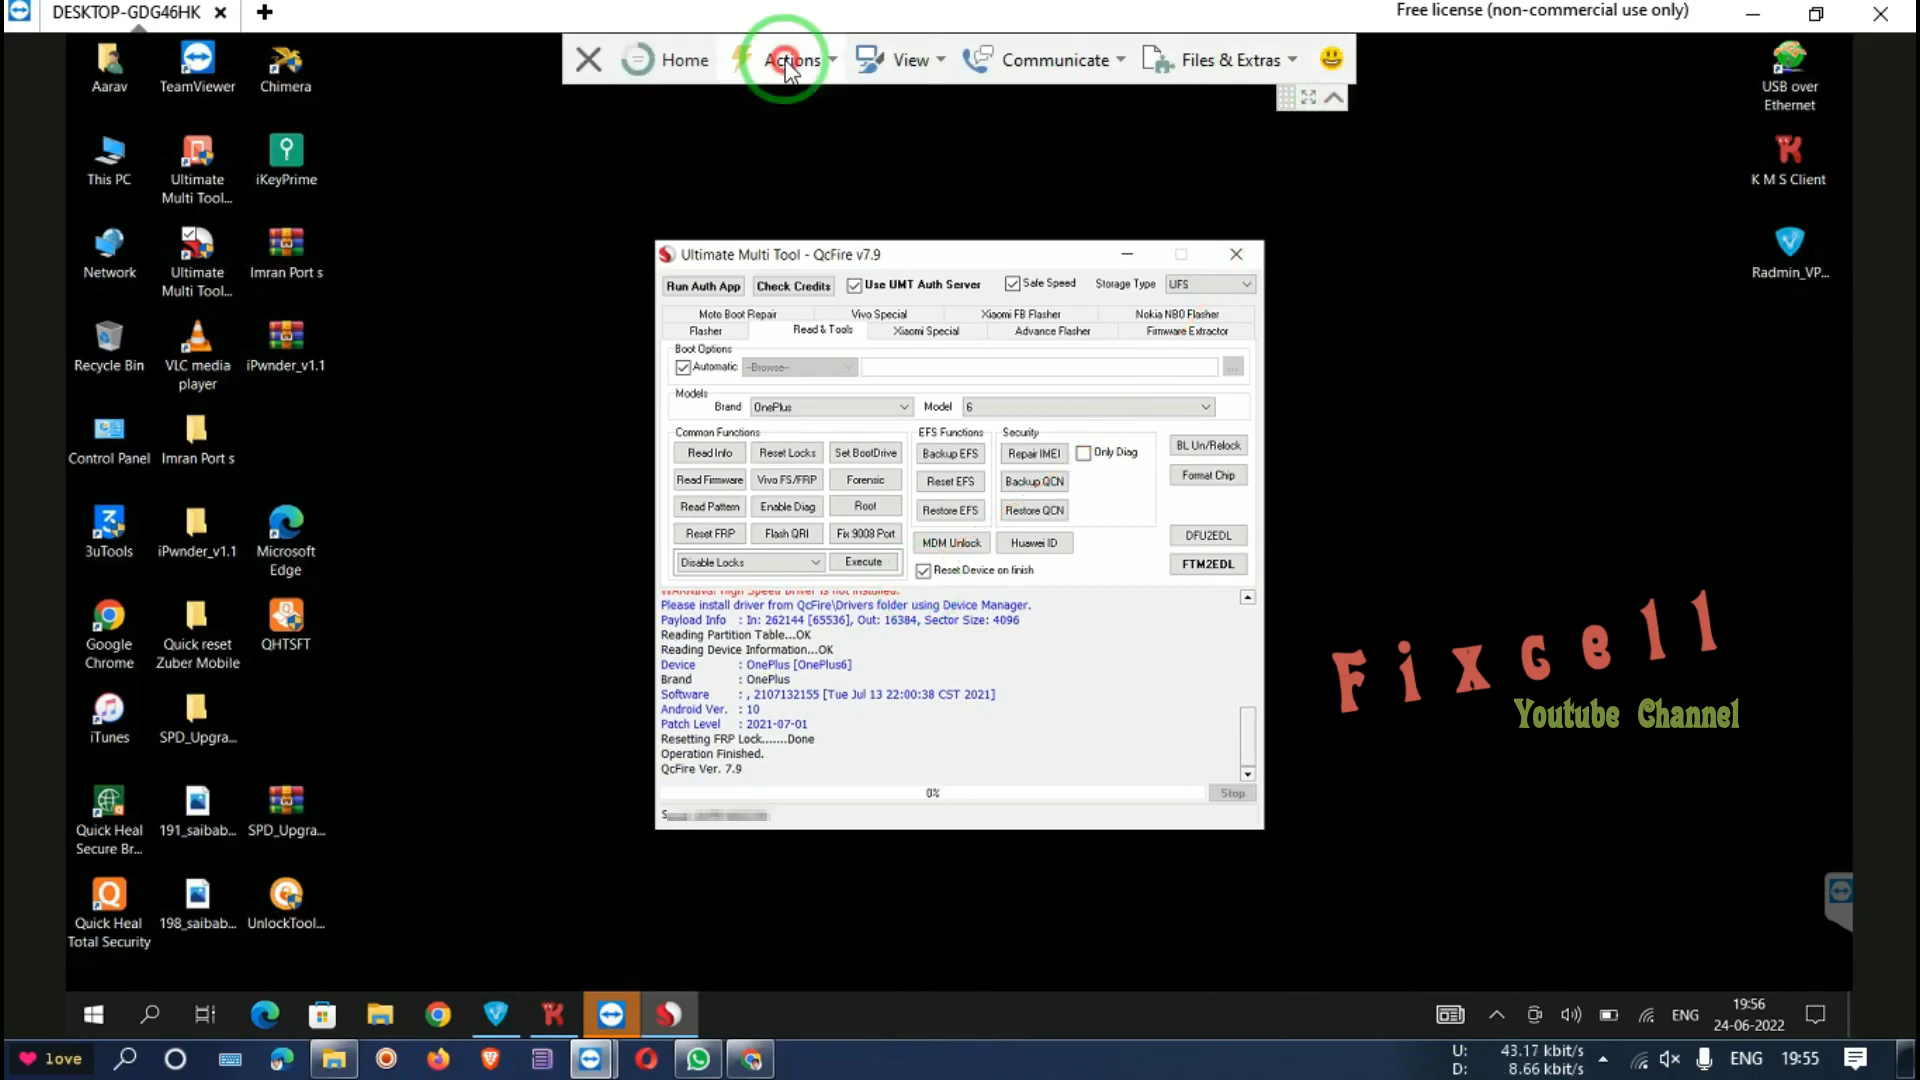 DESKTOP-GDG46HK
Free license (non-commercial use only)
Home
Actions
View
Communicate
Files & Extras
Aarav
TeamViewer
Chimera
USB over
Ethernet
This PC
Ultimate
Multi Tool...
iKeyPrime
K M S Client
Network
Ultimate
Multi Tool...
Imran Port s
Radmin_VP...
Recycle Bin
VLC media
player
iPwnder_v1.1
Control Panel
Imran Port s
3uTools
iPwnder_v1.1
Microsoft
Edge
Google
Chrome
Quick reset
Zuber Mobile
QHTSFT
iTunes
SPD_Upgra...
Quick Heal
Secure Br...
191_saibab...
SPD_Upgra...
Quick Heal
Total Security
198_saibab...
UnlockTool...
Ultimate Multi Tool - QcFire v7.9
Run Auth App
Check Credits
Use UMT Auth Server
Safe Speed
Storage Type
UFS
Moto Boot Repair
Vivo Special
Xiaomi FB Flasher
Nokia N80 Flasher
Flasher
Read & Tools
Xiaomi Special
Advance Flasher
Firmware Extractor
Boot Options
Automatic
--Browse--
...
Models
Brand
OnePlus
Model
6
Common Functions
EFS Functions
Security
Read Info
Reset Locks
Set BootDrive
Backup EFS
Repair IMEI
Only Diag
BL Un/Relock
Read Firmware
Vivo FS/FRP
Forensic
Reset EFS
Backup QCN
Format Chip
Read Pattern
Enable Diag
Root
Restore EFS
Restore QCN
Reset FRP
Flash QRI
Fix 9008 Port
MDM Unlock
Huawei ID
DFU2EDL
Disable Locks
Execute
Reset Device on finish
FTM2EDL
WARNING! High Speed Driver is not installed.
Please install driver from QcFire\Drivers folder using Device Manager.
Payload Info : In: 262144 [65536], Out: 16384, Sector Size: 4096
Reading Partition Table...OK
Reading Device Information...OK
Device : OnePlus [OnePlus6]
Brand : OnePlus
Software : , 2107132155 [Tue Jul 13 22:00:38 CST 2021]
Android Ver. : 10
Patch Level : 2021-07-01
Resetting FRP Lock.......Done
Operation Finished.
QcFire Ver. 7.9
0%
Stop
Fixcell
Youtube Channel
ENG
19:56
24-06-2022
love
U: 43.17 kbit/s
D: 8.66 kbit/s
ENG
19:55